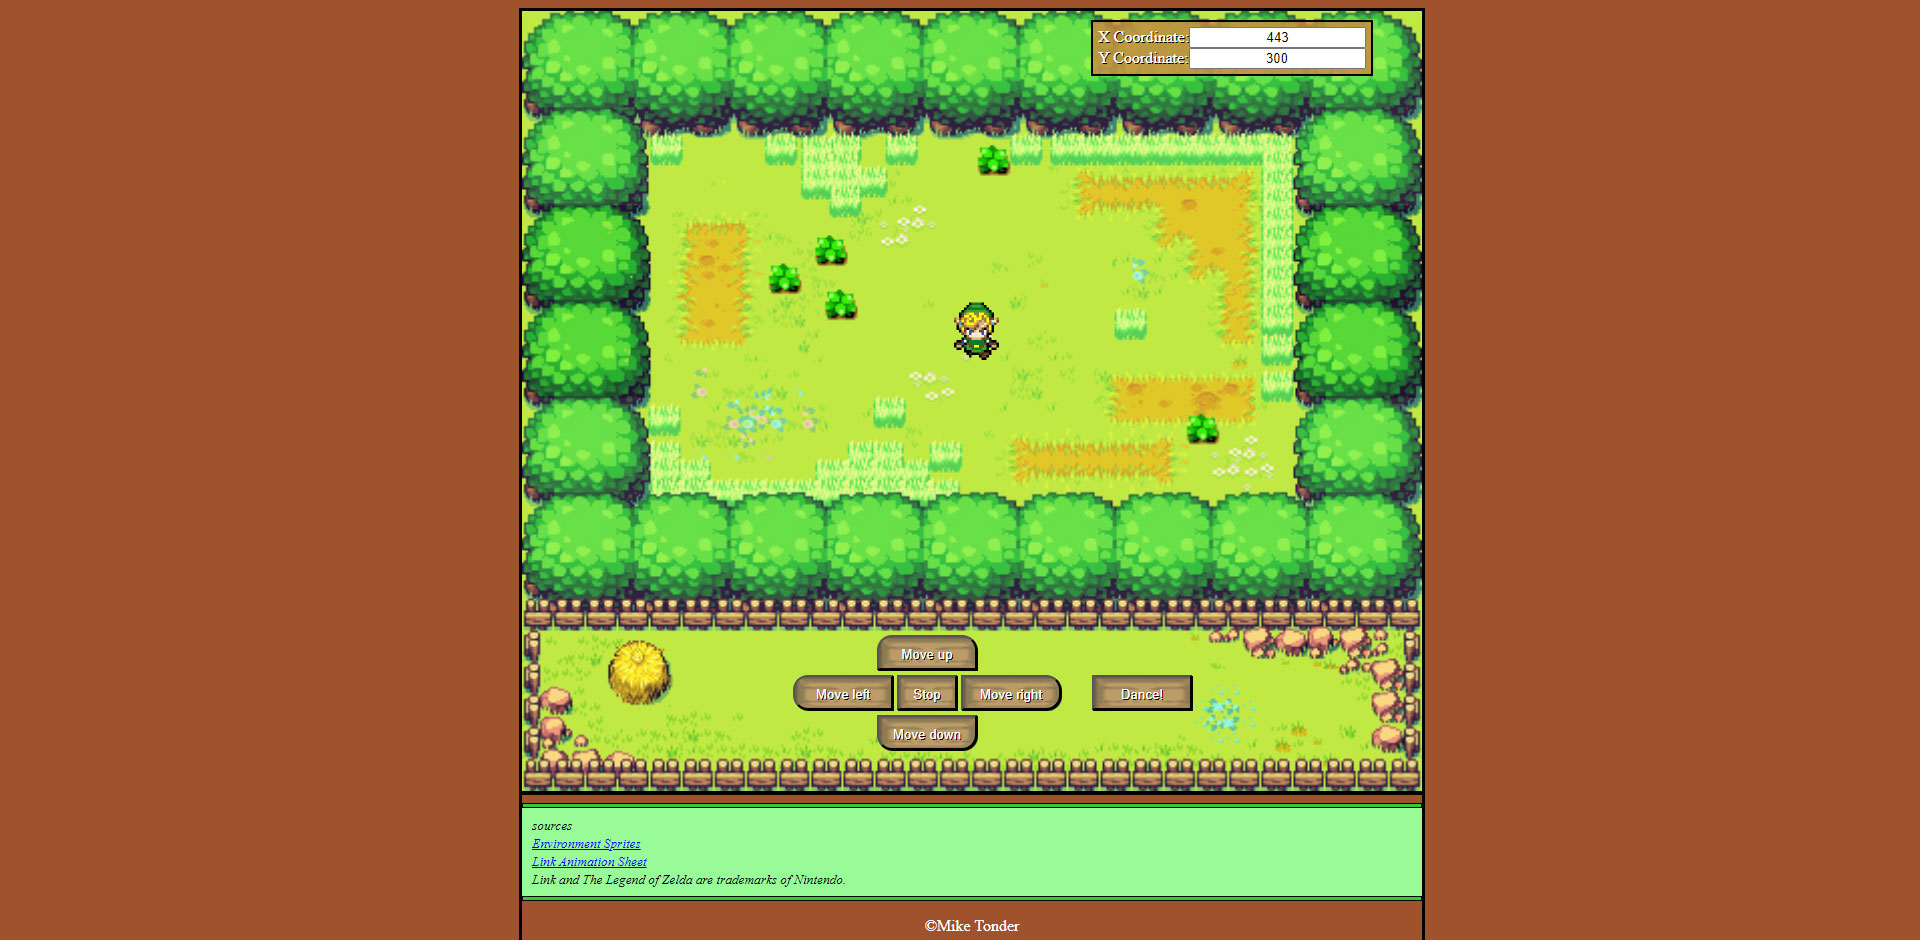 X Coordinate: 443
Y Coordinate: 300
Move up
Move left Stop Move right Dance!
Move down
sources
Environment Sprites
Link Animation Sheet
Link and The Legend of Zelda are trademarks of Nintendo.
©Mike Tonder